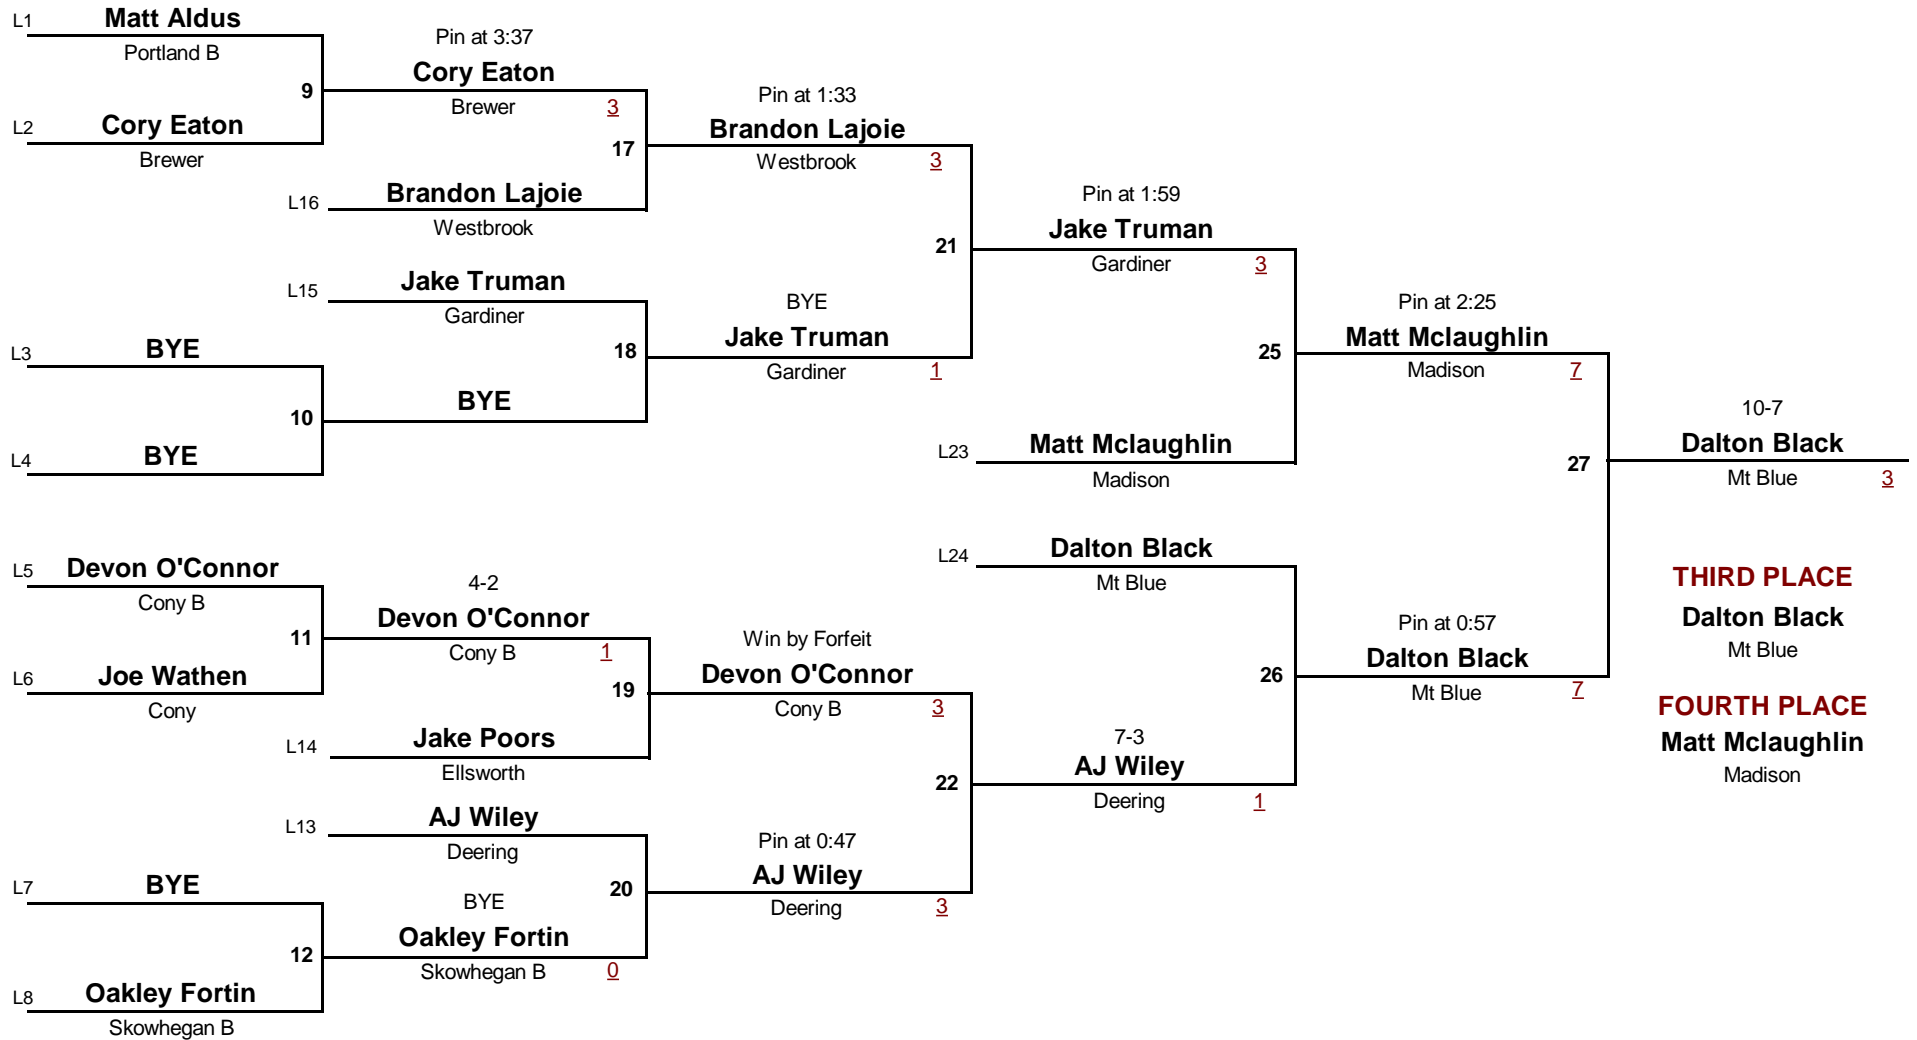 L1
Matt Aldus
Portland B
9
L2
Cory Eaton
Brewer
Pin at 3:37
Cory Eaton
Brewer
3
17
L16
Brandon Lajoie
Westbrook
Pin at 1:33
Brandon Lajoie
Westbrook
3
21
L15
Jake Truman
Gardiner
L3
BYE
10
L4
BYE
18
BYE
BYE
Jake Truman
Gardiner
1
Pin at 1:59
Jake Truman
Gardiner
3
25
L23
Matt Mclaughlin
Madison
Pin at 2:25
Matt Mclaughlin
Madison
7
27
10-7
Dalton Black
Mt Blue
3
L5
Devon O'Connor
Cony B
11
L6
Joe Wathen
Cony
4-2
Devon O'Connor
Cony B
1
19
L14
Jake Poors
Ellsworth
Win by Forfeit
Devon O'Connor
Cony B
3
22
L13
AJ Wiley
Deering
L7
BYE
12
L8
Oakley Fortin
Skowhegan B
20
BYE
Oakley Fortin
Skowhegan B
0
Pin at 0:47
AJ Wiley
Deering
3
7-3
AJ Wiley
Deering
1
L24
Dalton Black
Mt Blue
26
Pin at 0:57
Dalton Black
Mt Blue
7
THIRD PLACE
Dalton Black
Mt Blue
FOURTH PLACE
Matt Mclaughlin
Madison